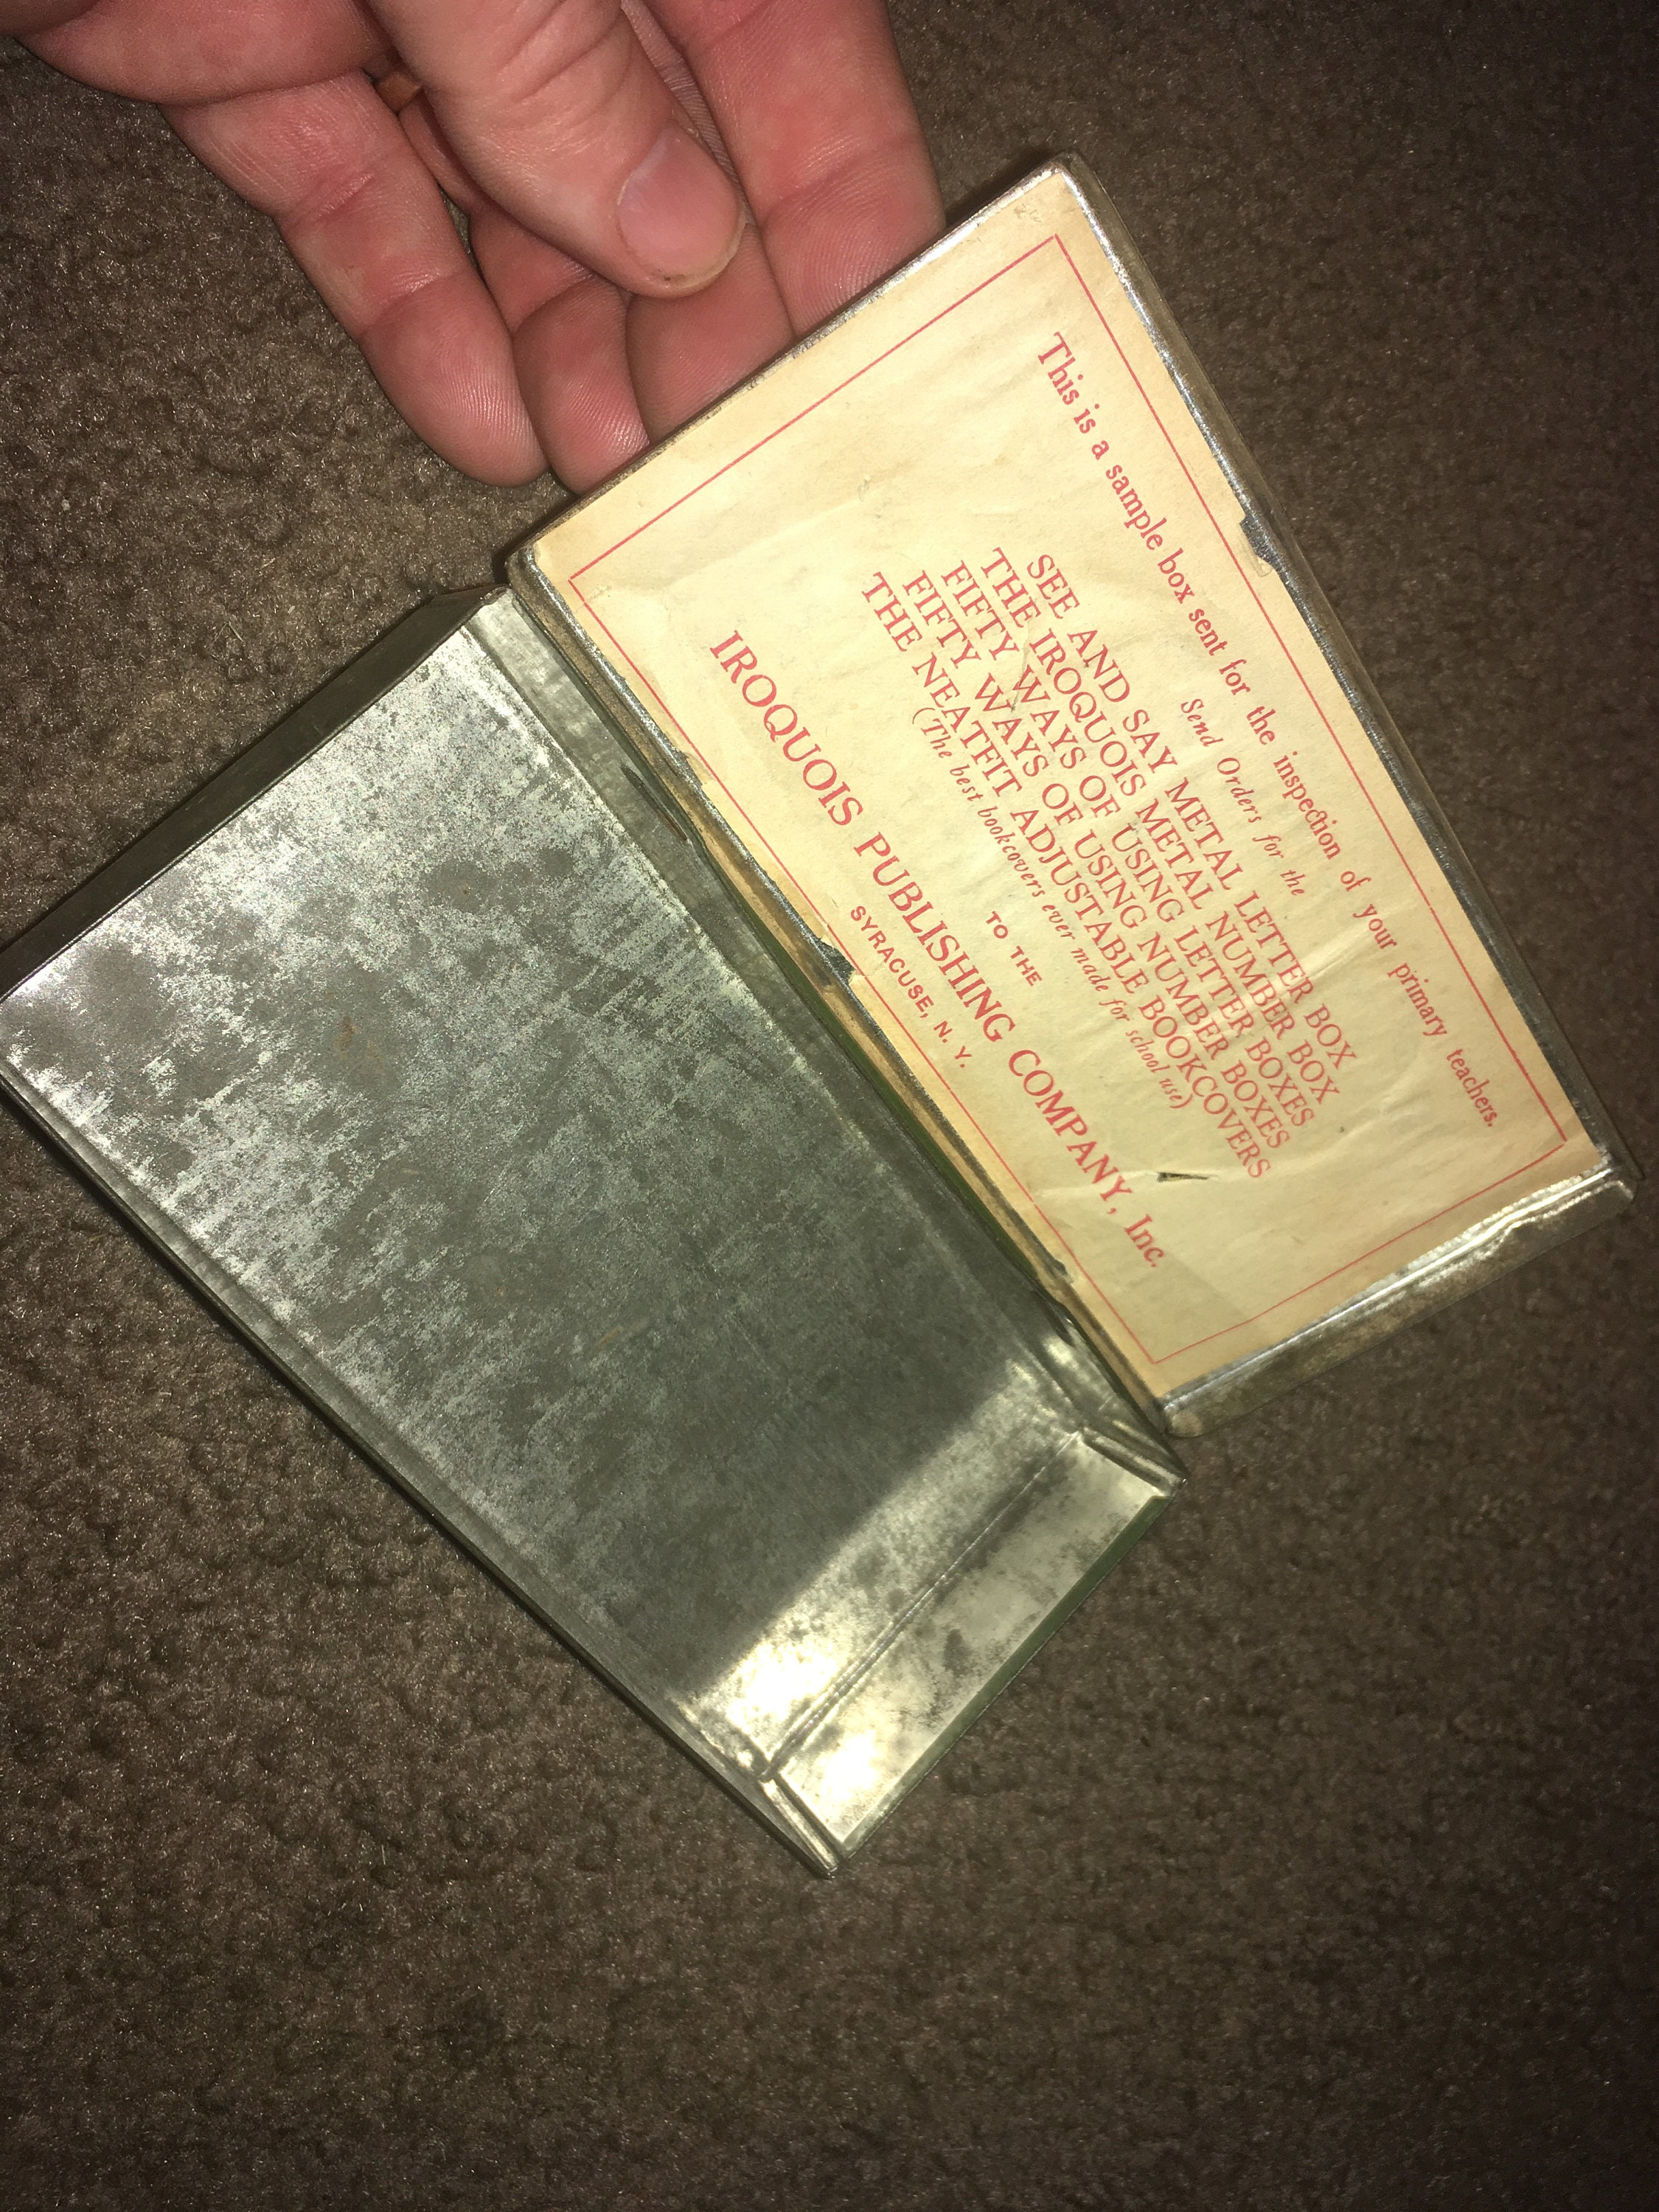 This is a sample box sent for the inspection of your primary teachers.
Send Orders for the
SEE AND SAY METAL LETTER BOX
THE IROQUOIS METAL NUMBER BOX
FIFTY WAYS OF USING LETTER BOXES
FIFTY WAYS OF USING NUMBER BOXES
THE NEATFIT ADJUSTABLE BOOKCOVERS
(The best bookcovers ever made for school use)
TO THE
IROQUOIS PUBLISHING COMPANY, Inc.
SYRACUSE, N. Y.